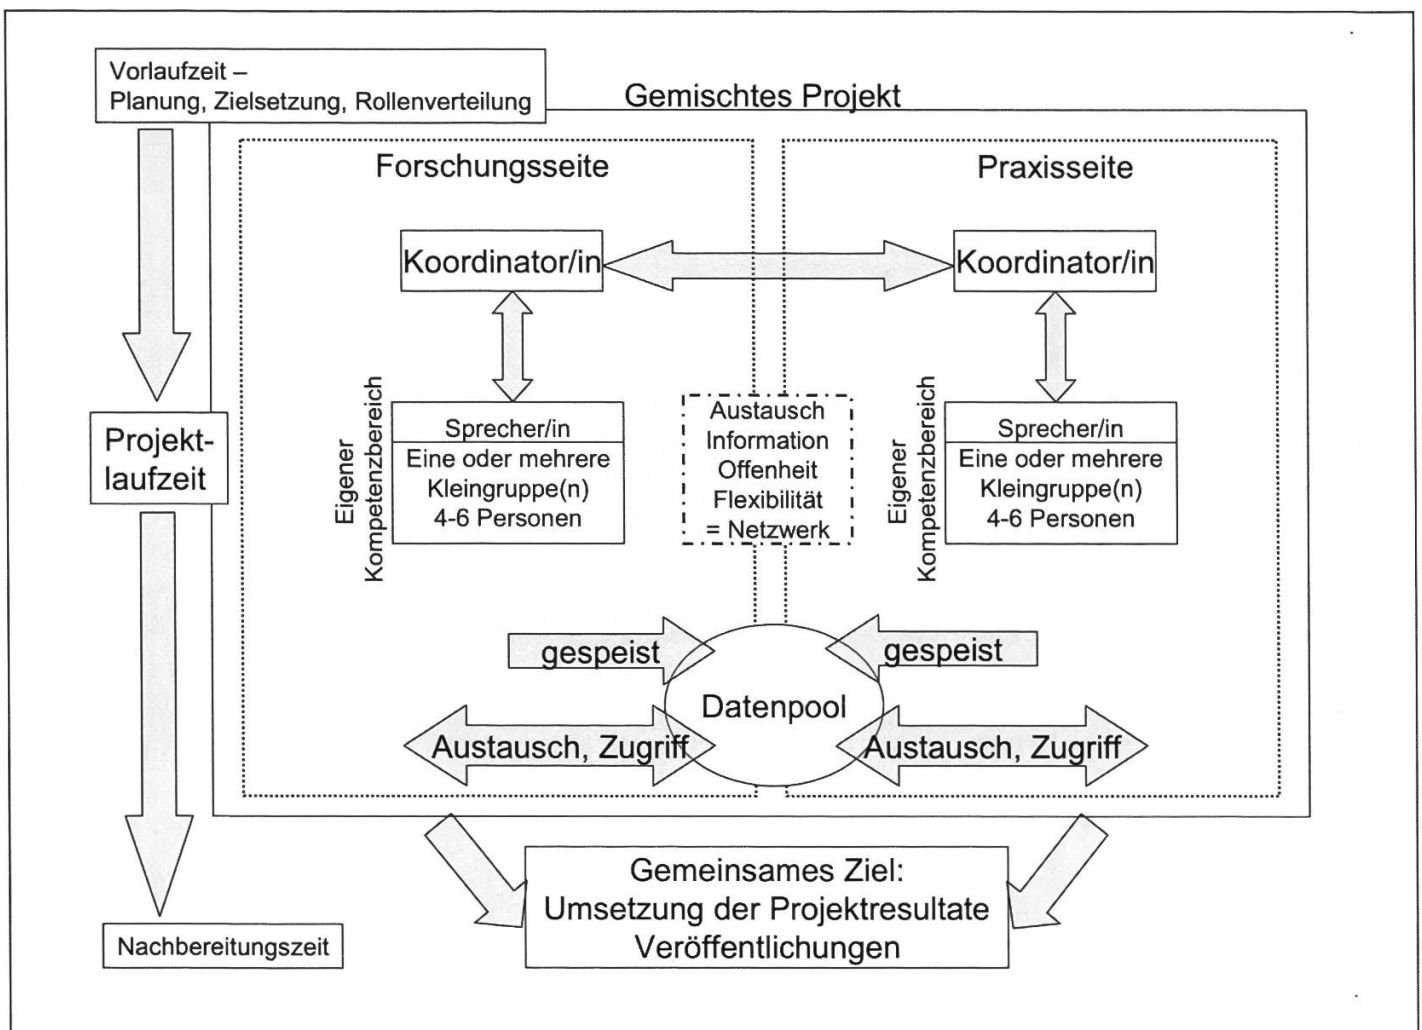 Vorlaufzeit –
Planung, Zielsetzung, Rollenverteilung
Gemischtes Projekt
Forschungsseite
Praxisseite
Koordinator/in
Koordinator/in
Projekt-
laufzeit
Eigener
Kompetenzbereich
Sprecher/in
Eine oder mehrere
Kleingruppe(n)
4-6 Personen
Austausch
Information
Offenheit
Flexibilität
= Netzwerk
Eigener
Kompetenzbereich
Sprecher/in
Eine oder mehrere
Kleingruppe(n)
4-6 Personen
gespeist
gespeist
Datenpool
Austausch, Zugriff
Austausch, Zugriff
Gemeinsames Ziel:
Umsetzung der Projektresultate
Veröffentlichungen
Nachbereitungszeit